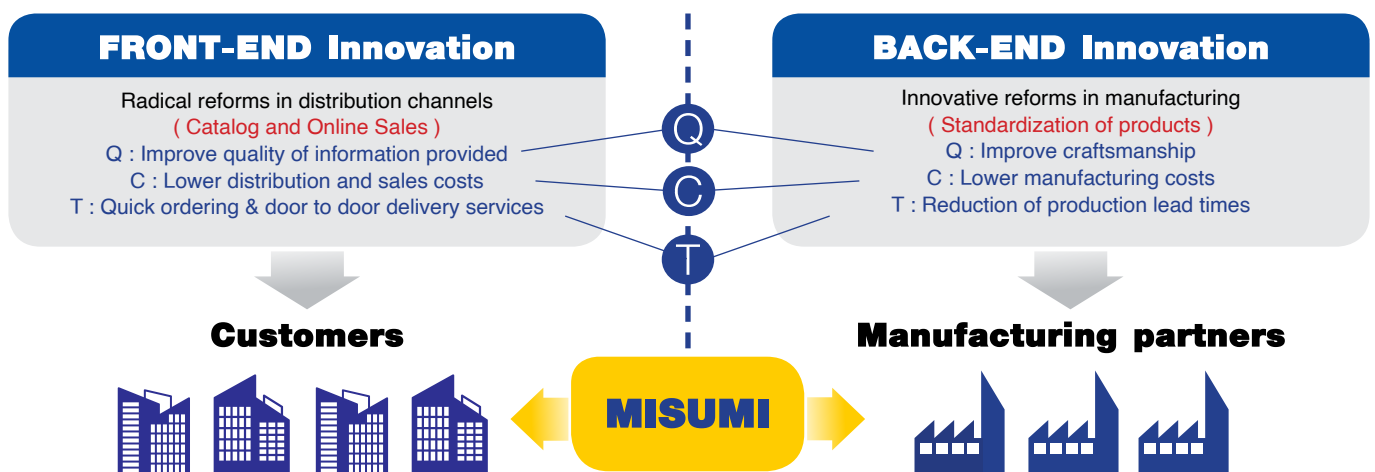 FRONT-END Innovation
Radical reforms in distribution channels
( Catalog and Online Sales )
Q : Improve quality of information provided
C : Lower distribution and sales costs
T : Quick ordering & door to door delivery services
Customers
Q
C
T
MISUMI
BACK-END Innovation
Innovative reforms in manufacturing
( Standardization of products )
Q : Improve craftsmanship
C : Lower manufacturing costs
T : Reduction of production lead times
Manufacturing partners